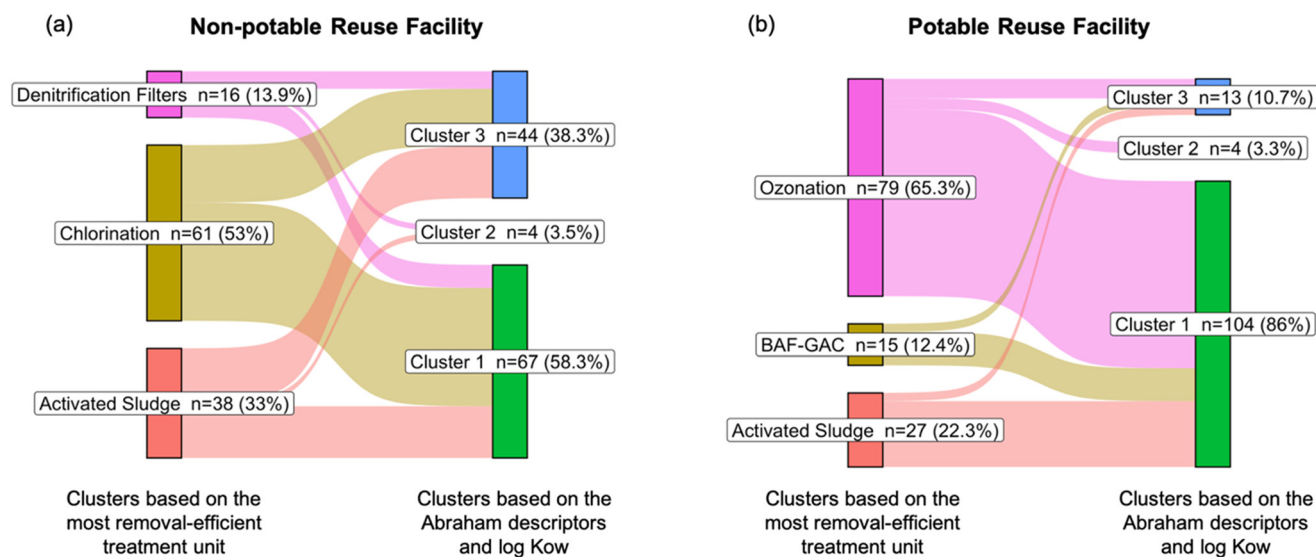 (a)
Non-potable Reuse Facility
Denitrification Filters n=16 (13.9%)
Chlorination n=61 (53%)
Activated Sludge n=38 (33%)
Cluster 3 n=44 (38.3%)
Cluster 2 n=4 (3.5%)
Cluster 1 n=67 (58.3%)
Clusters based on the
most removal-efficient
treatment unit
Clusters based on the
Abraham descriptors
and log Kow
(b)
Potable Reuse Facility
Ozonation n=79 (65.3%)
BAF-GAC n=15 (12.4%)
Activated Sludge n=27 (22.3%)
Cluster 3 n=13 (10.7%)
Cluster 2 n=4 (3.3%)
Cluster 1 n=104 (86%)
Clusters based on the
most removal-efficient
treatment unit
Clusters based on the
Abraham descriptors
and log Kow